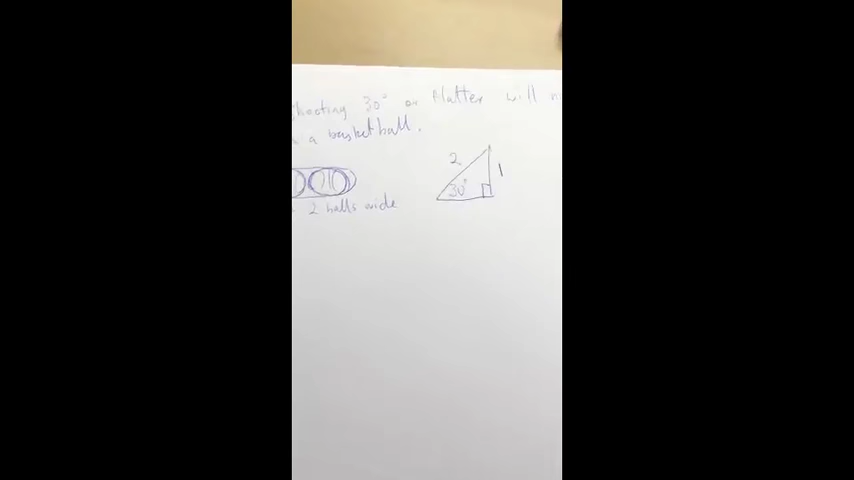 hooting 30° or flatter will n
a basketball.
2
1
30°
2 balls wide